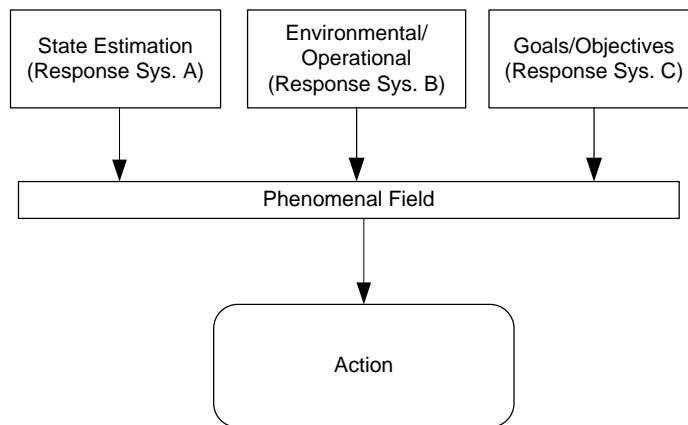 State Estimation
(Response Sys. A)
Environmental/
Operational
(Response Sys. B)
Goals/Objectives
(Response Sys. C)
Phenomenal Field
Action